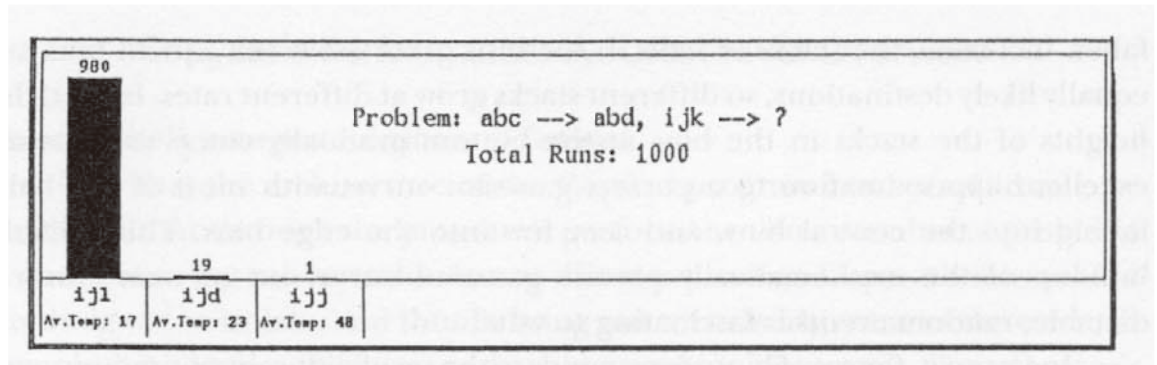 980
Problem: abc --> abd, ijk --> ?
Total Runs: 1000
19
1
ijl
ijd
ijj
Av.Temp: 17
Av.Temp: 23
Av.Temp: 48